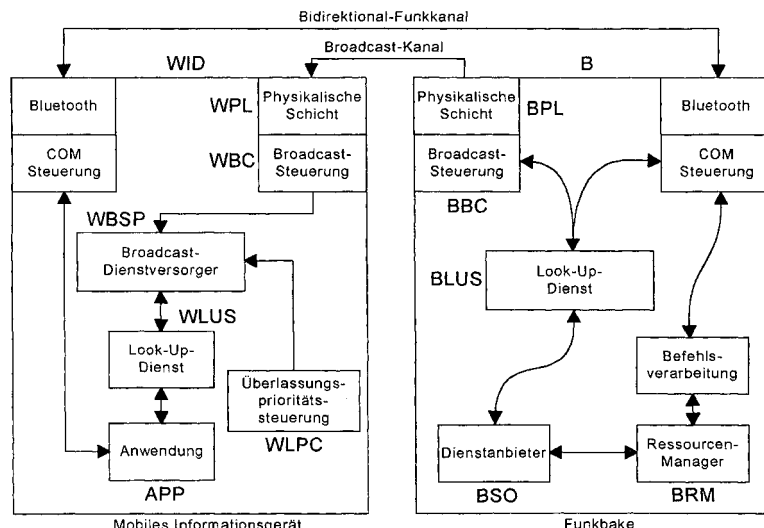 Bidirektional-Funkkanal
Broadcast-Kanal
WID
B
Bluetooth
WPL
Physikalische
Schicht
Physikalische
Schicht
BPL
Bluetooth
COM
Steuerung
WBC
Broadcast-
Steuerung
Broadcast-
Steuerung
COM
Steuerung
WBSP
BBC
Broadcast-
Dienstversorger
BLUS
Look-Up-
Dienst
WLUS
Look-Up-
Dienst
Überlassungs-
prioritäts-
steuerung
Befehls-
verarbeitung
WLPC
Anwendung
Dienstanbieter
Ressourcen-
Manager
APP
BSO
BRM
Mobiles Informationsgerät
Funkbake